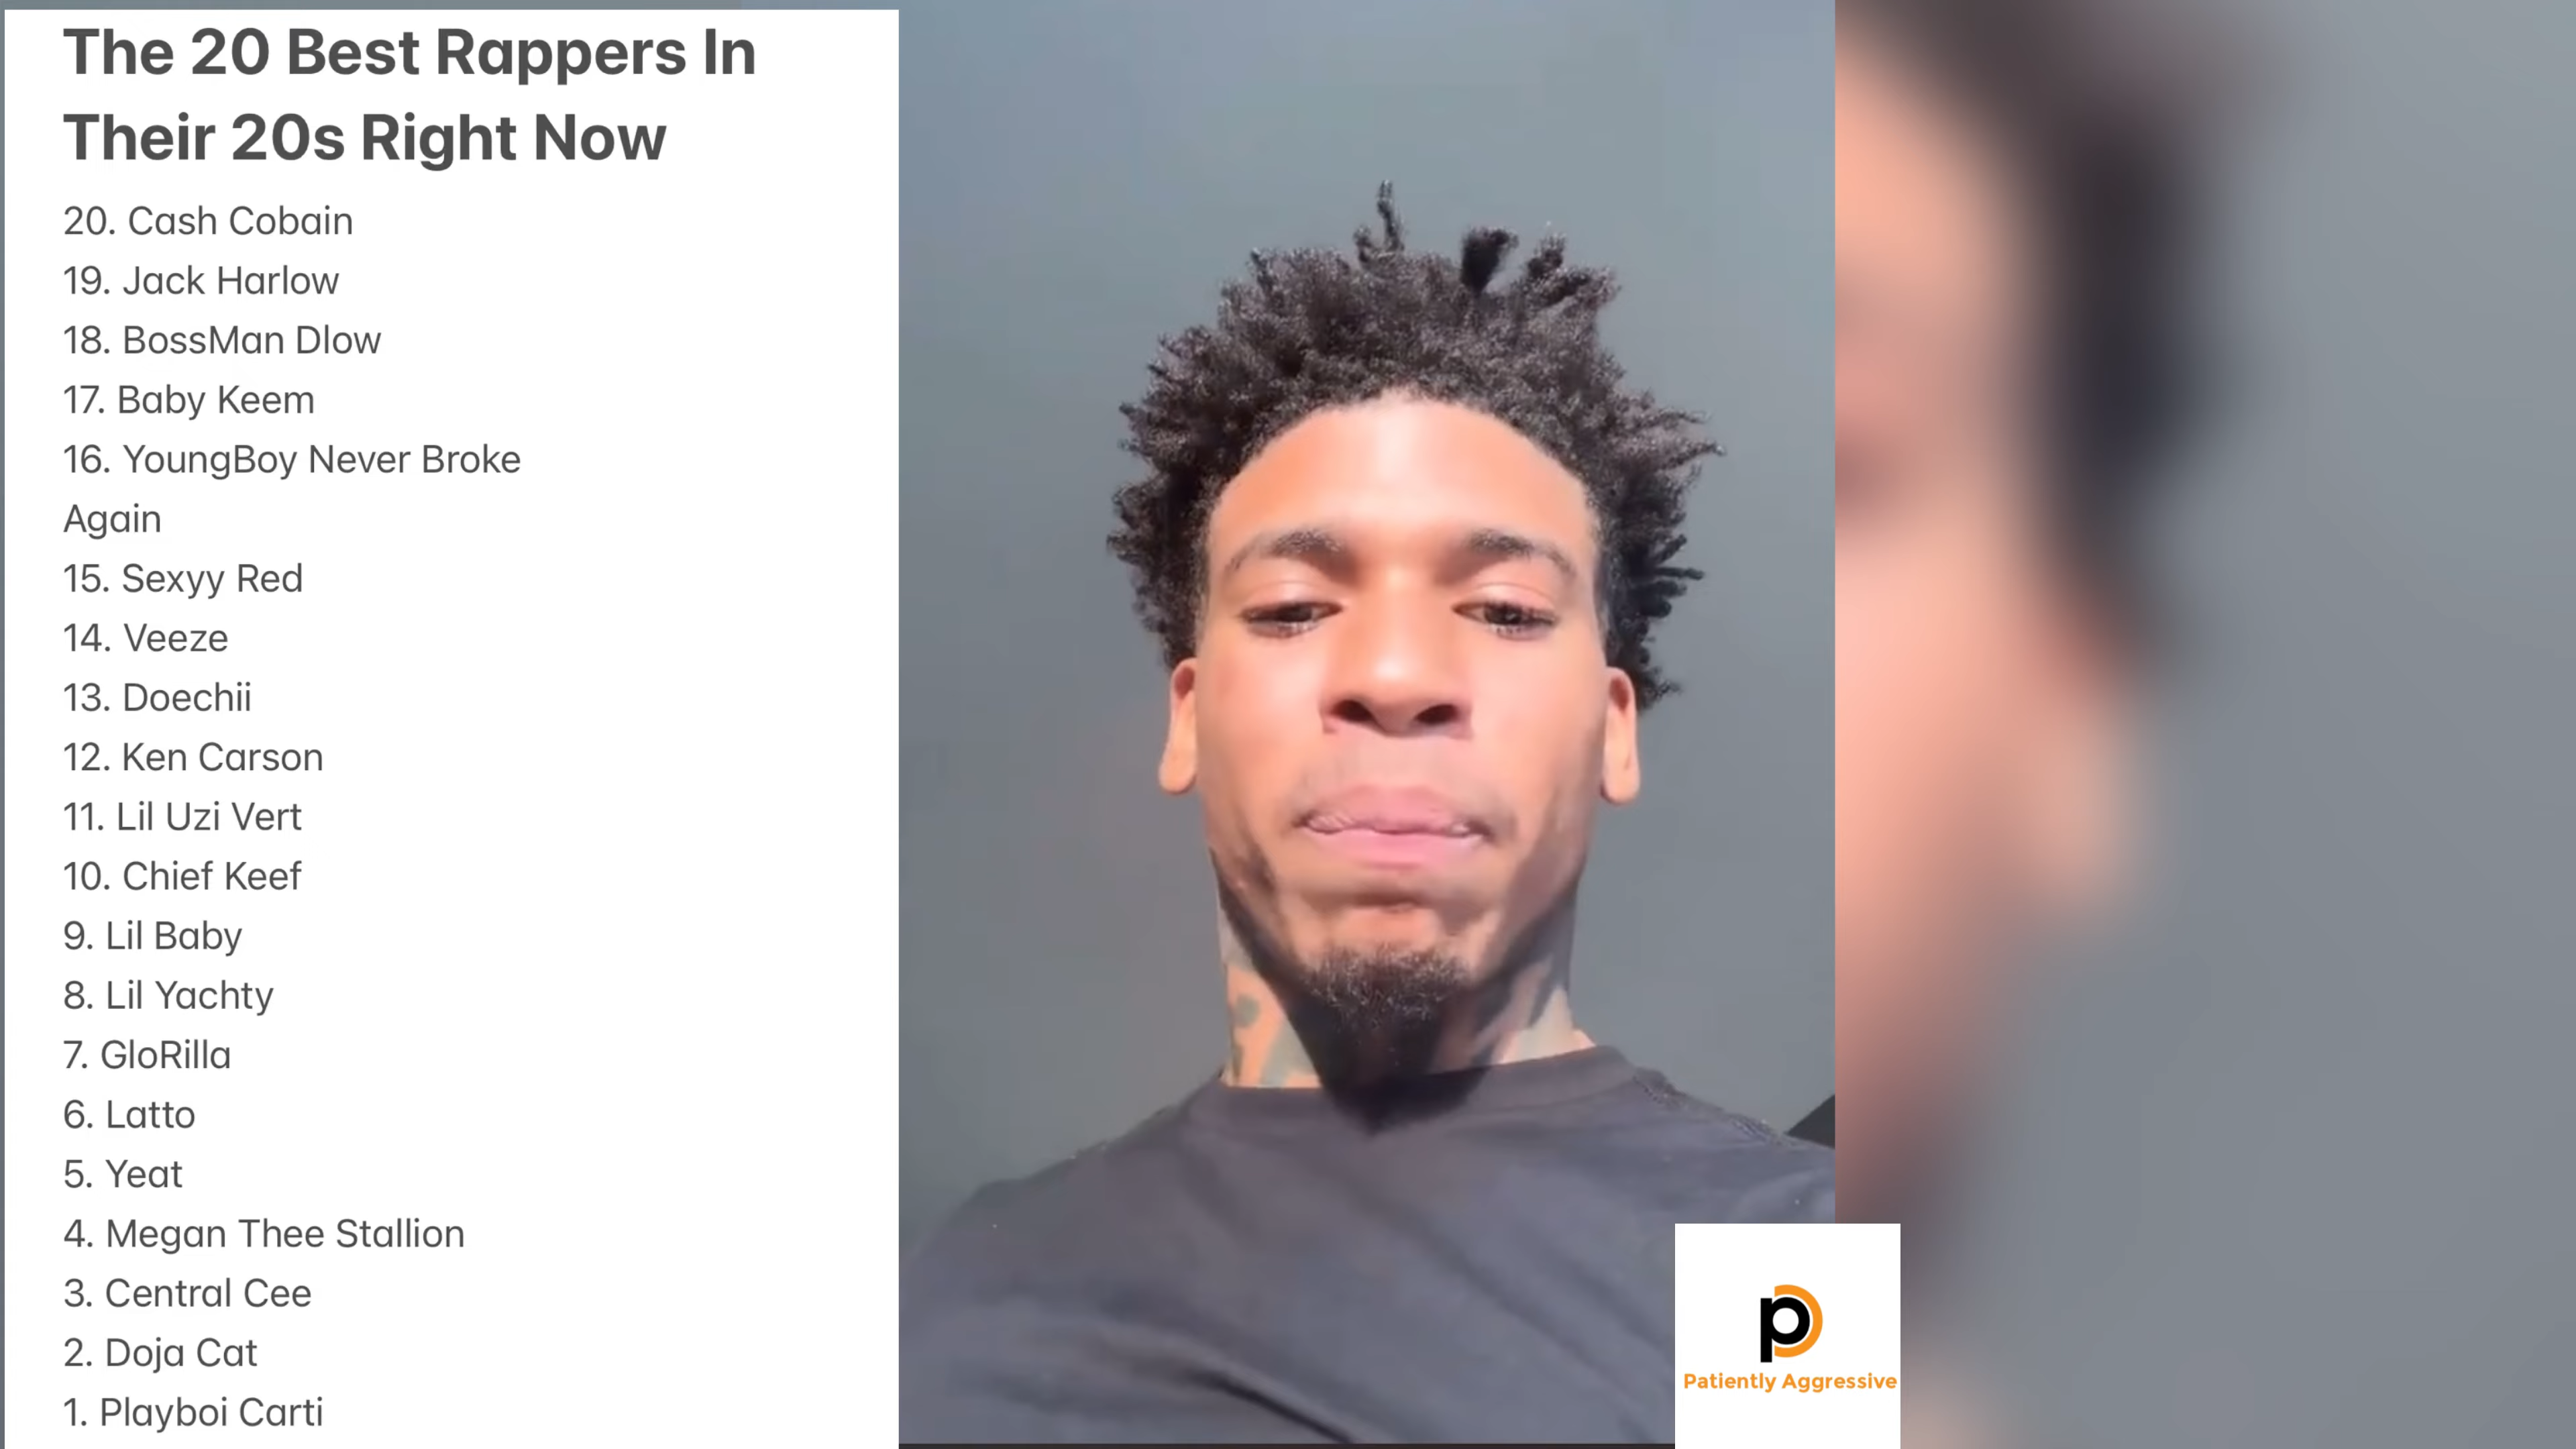 The 20 Best Rappers In
Their 20s Right Now
20. Cash Cobain
19. Jack Harlow
18. BossMan Dlow
17. Baby Keem
16. YoungBoy Never Broke
Again
15. Sexyy Red
14. Veeze
13. Doechii
12. Ken Carson
11. Lil Uzi Vert
10. Chief Keef
9. Lil Baby
8. Lil Yachty
7. GloRilla
6. Latto
5. Yeat
4. Megan Thee Stallion
3. Central Cee
2. Doja Cat
1. Playboi Carti
Patiently Aggressive